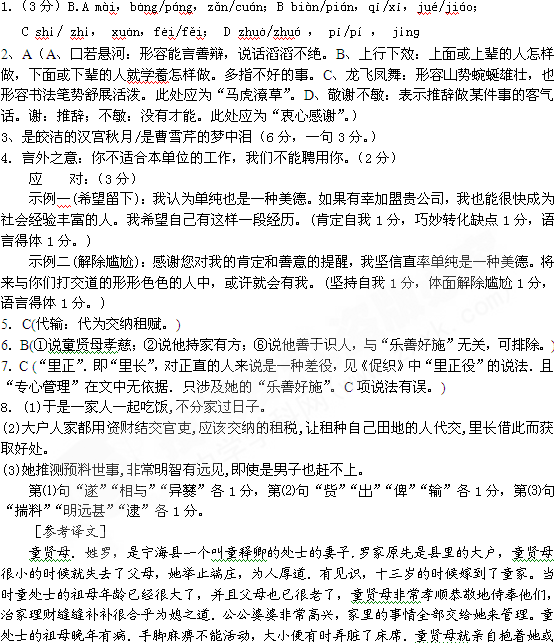 1.(3分)B.A mài，bàng/páng，zǎn/cuán；B biàn/pián，qí/xí，jué/jiáo；
C shì/ zhì，xuàn，fèi/fěi； D zhuó/zhuó ，pí/pí ，jìng
2、A（A、口若悬河：形容能言善辩，说话滔滔不绝。B、上行下效：上面或上辈的人怎样
做，下面或下辈的人就学着怎样做。多指不好的事。C、龙飞凤舞：形容山势蜿蜒雄壮，也
形容书法笔势舒展活泼。此处应为“马虎潦草”。D、敬谢不敏：表示推辞做某件事的客气
话。谢：推辞；不敏：没有才能。此处应为“衷心感谢”。）
3、是皎洁的汉宫秋月/是曹雪芹的梦中泪（6分，一句3分。）
4．言外之意：你不适合本单位的工作，我们不能聘用你。（2分）
应　　对：（3分）
示例一(希望留下)：我认为单纯也是一种美德。如果有幸加盟贵公司，我也能很快成为
社会经验丰富的人。我希望自己有这样一段经历。(肯定自我1分，巧妙转化缺点1分，语
言得体1分。)
示例二(解除尴尬)：感谢您对我的肯定和善意的提醒，我坚信直率单纯是一种美德。将
来与你们打交道的形形色色的人中，或许就会有我。（坚持自我1分，体面解除尴尬1分，
语言得体1分。）
5．C(代输：代为交纳租赋。)
6．B(①说童贤母孝慈；②说他持家有方；⑥说他善于识人，与“乐善好施”无关，可排除。)
7．C（“里正”．即“里长”，对正直的人来说是一种差役，见《促织》中“里正役”的说法．且
“专心管理”在文中无依据．只涉及她的“乐善好施”。C项说法有误。)
8．(1)于是一家人一起吃饭,不分家过日子。
(2)大户人家都用资财结交官吏,应该交纳的租税,让租种自己田地的人代交,里长借此而获
取好处。
(3)她推测预料世事,非常明智有远见,即使是男子也赶不上。
第⑴句“遂”“相与”“异爨”各1分，第⑵句“赀”“出”“俾”“输”各1分，第⑶句
“揣料”“明远甚”“逮”各1分。
［参考译文］
童贤母．姓罗，是宁海县一个叫童释卿的处士的妻子．罗家原先是县里的大户，童贤母
很小的时候就失去了父母，她举止端庄，为人厚道．有见识，十三岁的时候嫁到了童家．当
时童处士的祖母年龄已经很大了，并且父母也已很老了，童贤母非常孝顺恭敬地侍奉他们，
治家理财缝缝补补很合乎为媳之道．公公婆婆非常高兴，家里的事情全部交给她来管理。童
处士的祖母晚年有病．手脚麻痹不能活动，大小便有时弄脏了床席．童贤母就亲自抱着她或